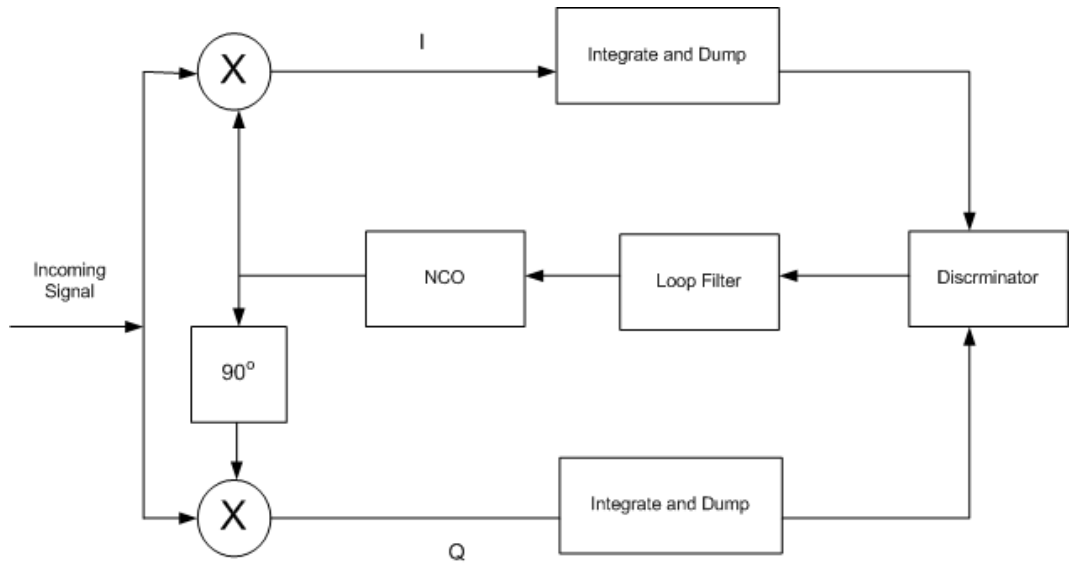 X
I
Integrate and Dump
Incoming
Signal
NCO
Loop Filter
Discrminator
90°
X
Q
Integrate and Dump